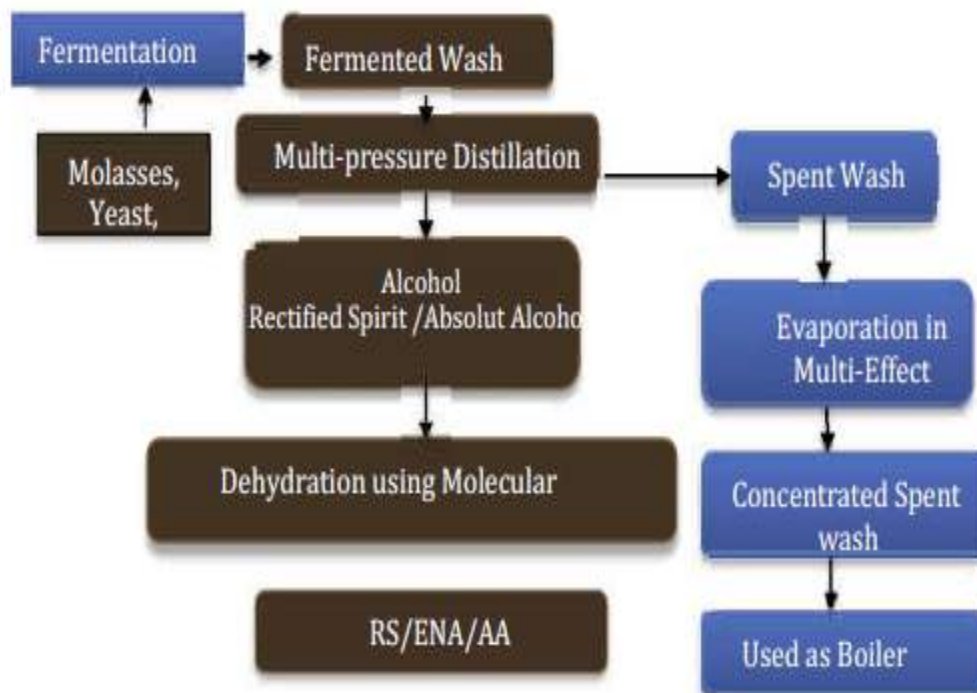 Fermentation
Fermented Wash
Molasses,
Yeast,
Multi-pressure Distillation
Spent Wash
Alcohol
Rectified Spirit /Absolut Alcoho
Evaporation in
Multi-Effect
Dehydration using Molecular
Concentrated Spent
wash
RS/ENA/AA
Used as Boiler